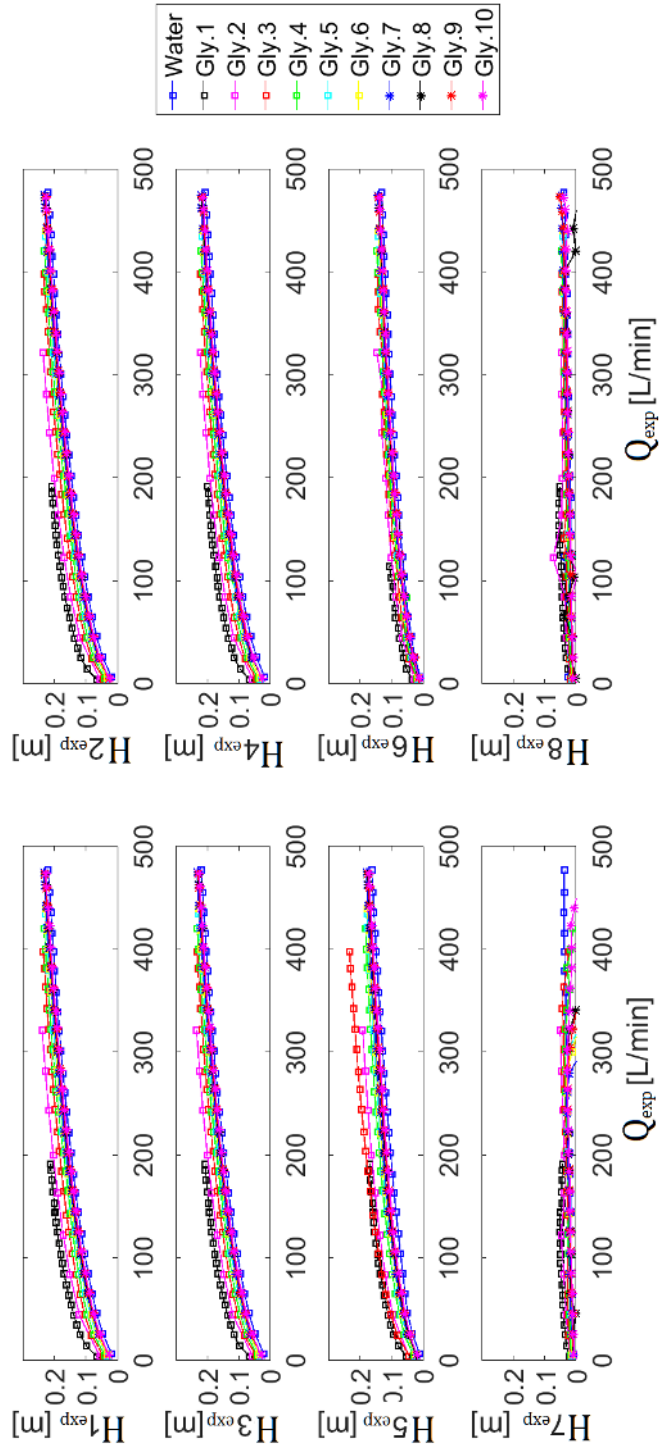 H1exp [m]
0.2
0.1
0
0 100 200 300 400 500
H2exp [m]
0.2
0.1
0
0 100 200 300 400 500
H3exp [m]
0.2
0.1
0
0 100 200 300 400 500
H4exp [m]
0.2
0.1
0
0 100 200 300 400 500
H5exp [m]
0.2
0
0 100 200 300 400 500
H6exp [m]
0.2
0.1
0
0 100 200 300 400 500
H7exp [m]
0.2
0.1
0
0 100 200 300 400 500
Qexp [L/min]
H8exp [m]
0.2
0.1
0
0 100 200 300 400 500
Qexp [L/min]
Water
Gly.1
Gly.2
Gly.3
Gly.4
Gly.5
Gly.6
Gly.7
Gly.8
Gly.9
Gly.10